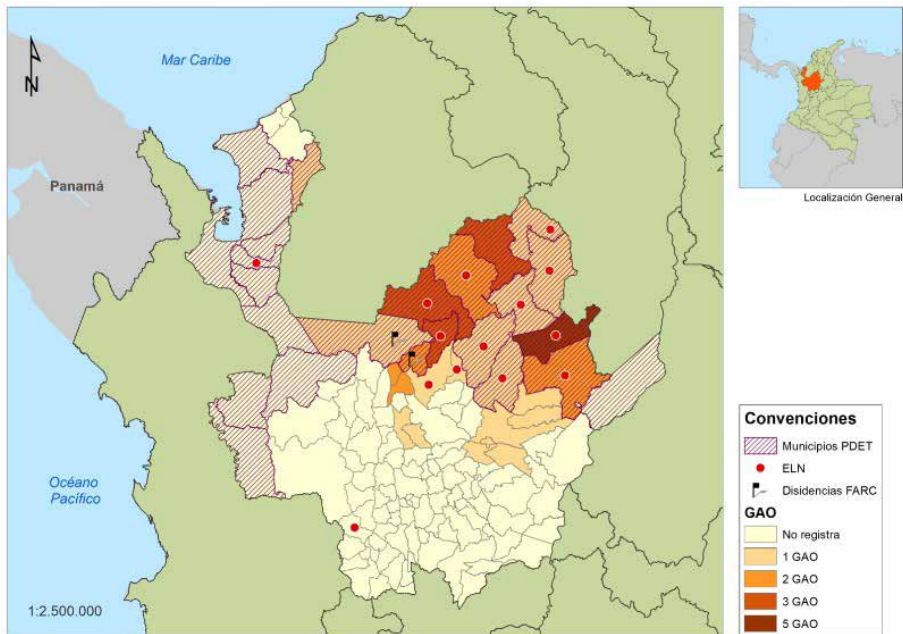 N
Mar Caribe
Panamá
Océano
Pacífico
1:2.500.000
Localización General
Convenciones
Municipios PDET
ELN
Disidencias FARC
GAO
No registra
1 GAO
2 GAO
3 GAO
5 GAO